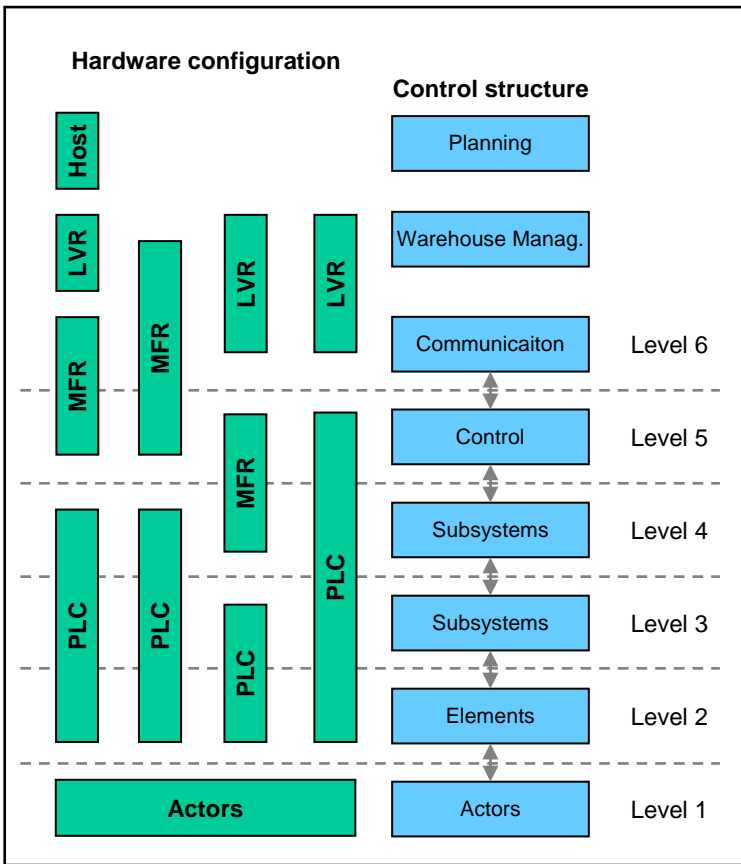 Hardware configuration
Control structure
Host
Planning
LVR
MFR
LVR
LVR
Warehouse Manag.
MFR
Communicaiton
Level 6
MFR
PLC
Control
Level 5
PLC
PLC
Subsystems
Level 4
PLC
Subsystems
Level 3
Elements
Level 2
Actors
Actors
Level 1